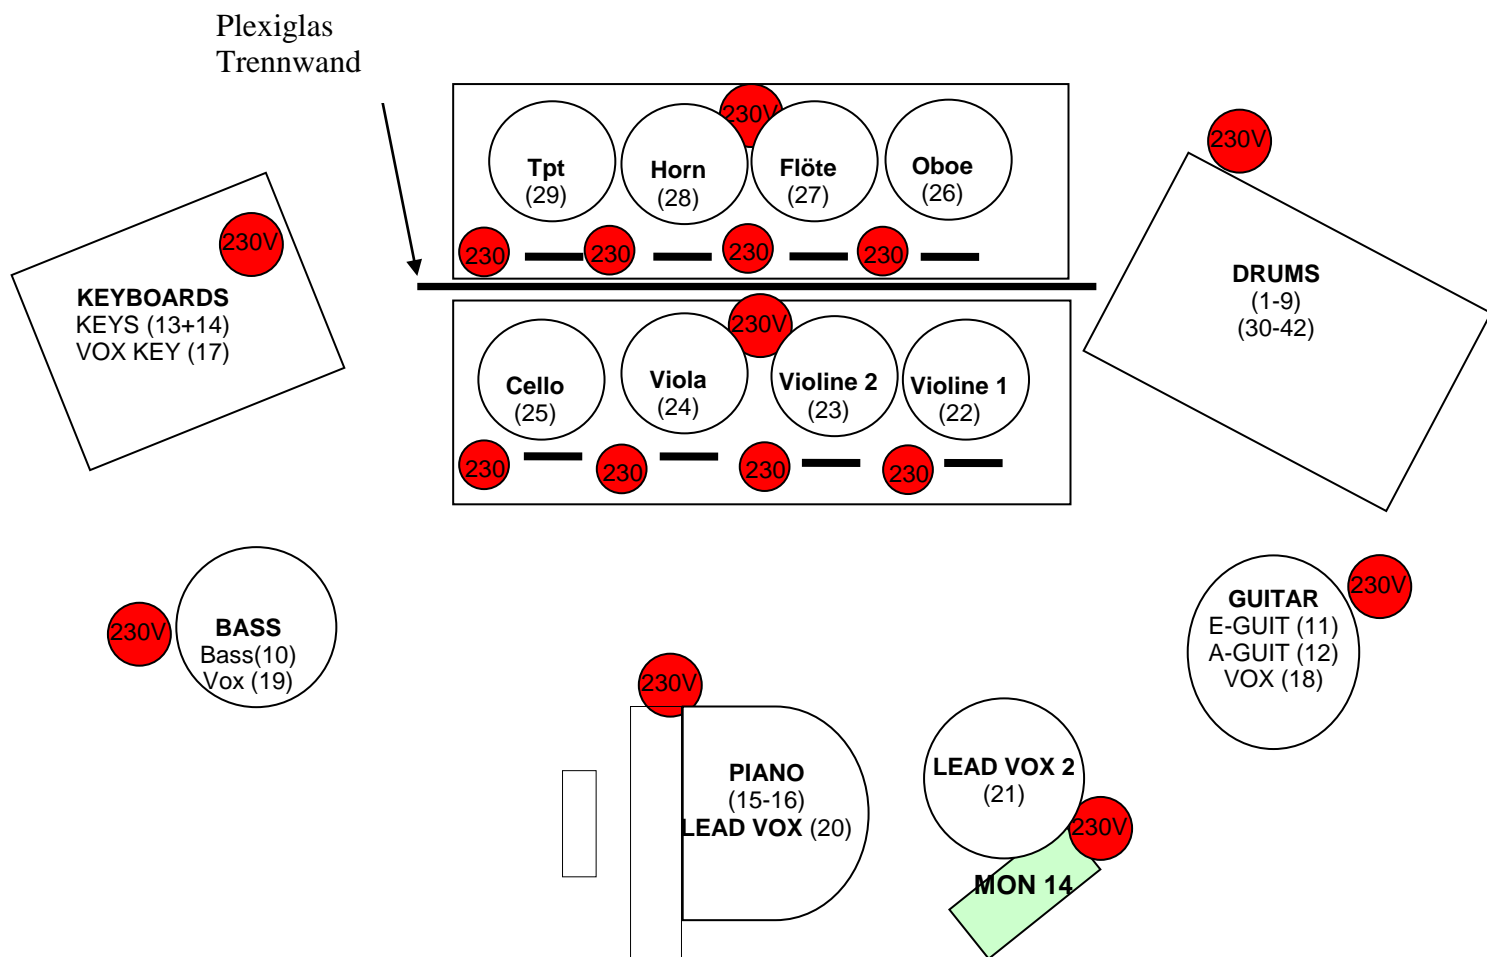 Plexiglas
Trennwand
230V
230V
Tpt
(29)
Horn
(28)
Flöte
(27)
Oboe
(26)
230V
230
230
230
230
KEYBOARDS
KEYS (13+14)
VOX KEY (17)
DRUMS
(1-9)
(30-42)
230V
Cello
(25)
Viola
(24)
Violine 2
(23)
Violine 1
(22)
230
230
230
230
230V
BASS
Bass(10)
Vox (19)
230V
GUITAR
E-GUIT (11)
A-GUIT (12)
VOX (18)
230V
PIANO
(15-16)
LEAD VOX (20)
LEAD VOX 2
(21)
230V
MON 14